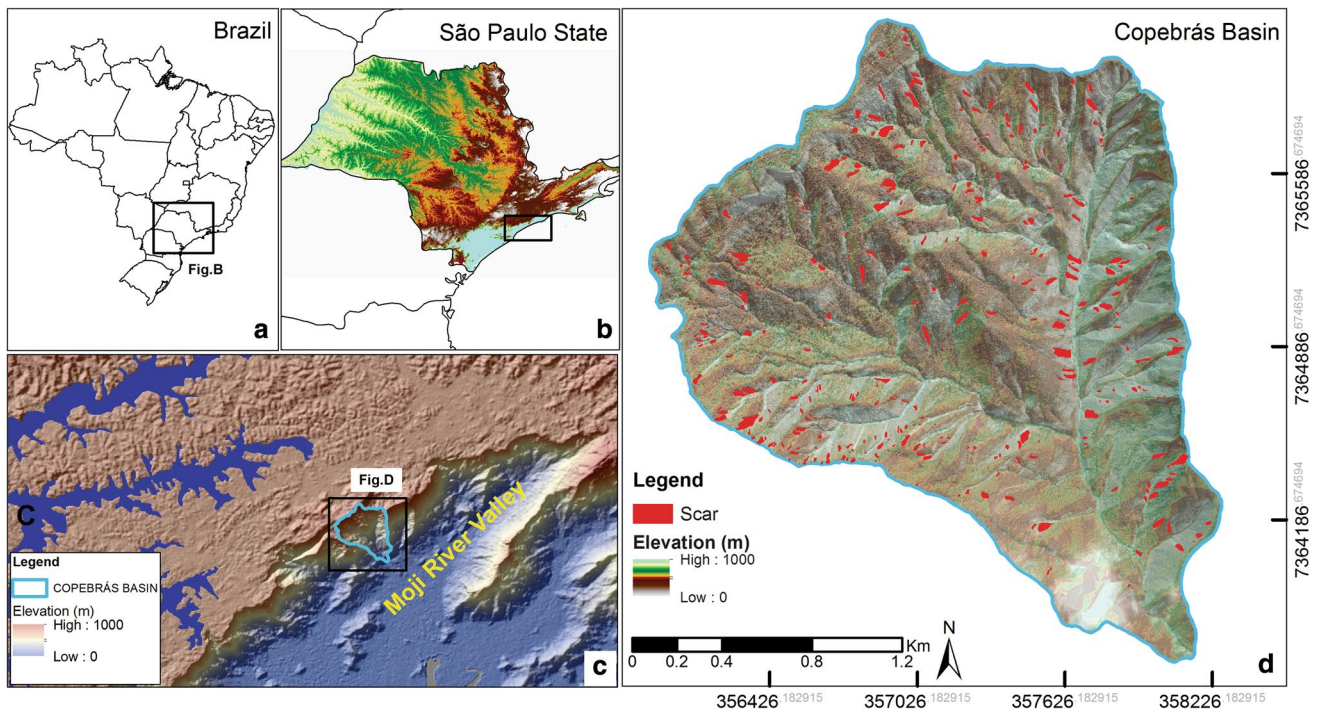 Brazil
Fig.B
a
São Paulo State
b
Fig.D
Moji River Valley
C
Legend
COPEBRÁS BASIN
Elevation (m)
High : 1000
Low : 0
c
Copebrás Basin
Legend
Scar
Elevation (m)
High : 1000
Low : 0
Km
0 0.2 0.4 0.8 1.2
N
d
7365586.674694
7364886.674694
7364186.674694
356426.182915
357026.182915
357626.182915
358226.182915